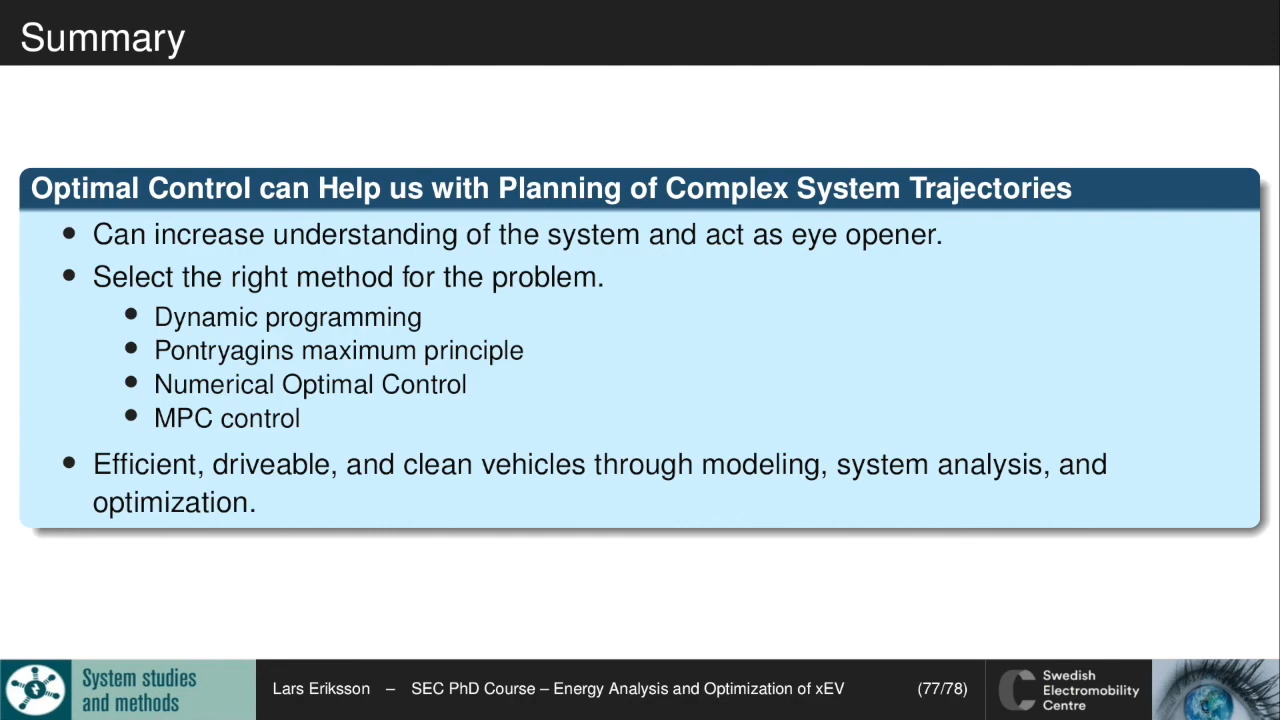 Summary
Optimal Control can Help us with Planning of Complex System Trajectories
• Can increase understanding of the system and act as eye opener.
• Select the right method for the problem.
• Dynamic programming
• Pontryagins maximum principle
• Numerical Optimal Control
• MPC control
• Efficient, driveable, and clean vehicles through modeling, system analysis, and
optimization.
System studies
and methods
Lars Eriksson – SEC PhD Course – Energy Analysis and Optimization of xEV (77/78)
Swedish
Electromobility
Centre